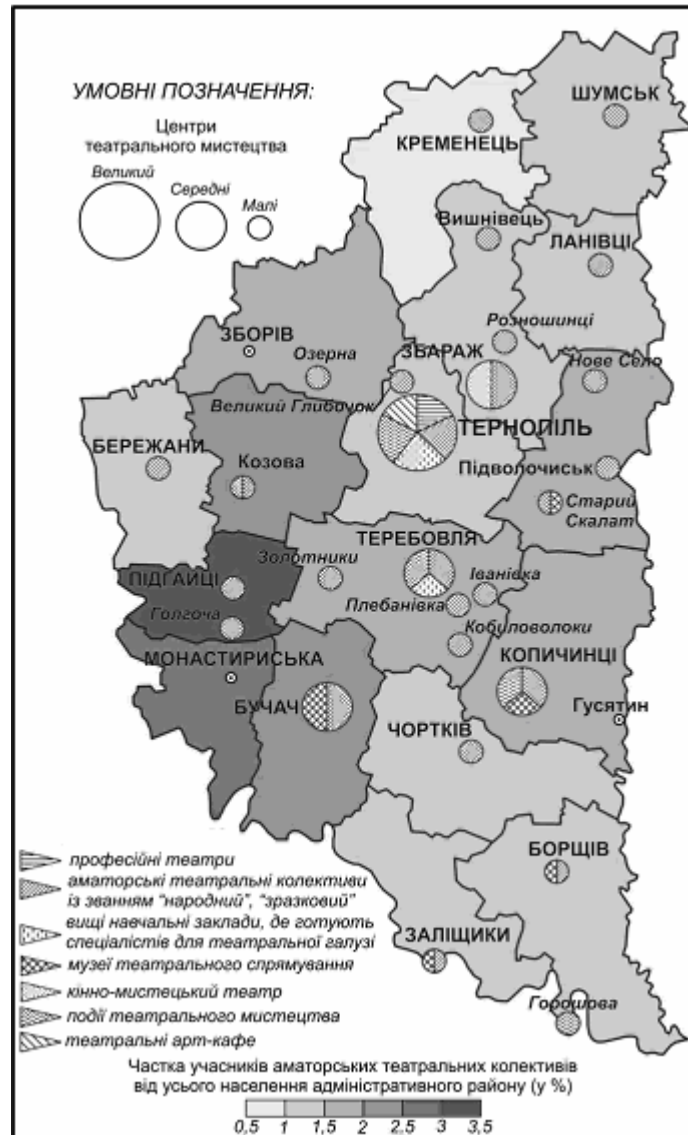 УМОВНІ ПОЗНАЧЕННЯ:
Центри
театрального мистецтва
Великий
Середні
Малі
ШУМСЬК
КРЕМЕНЕЦЬ
Вишнівець
ЛАНІВЦІ
Розношинці
ЗБОРІВ
Озерна
ЗБАРАЖ
Нове Село
Великий Глибочок
ТЕРНОПІЛЬ
БЕРЕЖАНИ
Козова
Підволочиськ
Старий
Скалат
ТЕРЕБОВЛЯ
Золотники
Іванівка
ПІДГАЙЦІ
Плебанівка
Голгоча
Кобиловолоки
МОНАСТИРИСЬКА
КОПИЧИНЦІ
БУЧАЧ
Гусятин
ЧОРТКІВ
БОРЩІВ
ЗАЛІЩИКИ
Горошова
професійні театри
аматорські театральні колективи
із званням "народний", "зразковий"
вищі навчальні заклади, де готують
спеціалістів для театральної галузі
музеї театрального спрямування
кінно-мистецький театр
події театрального мистецтва
театральні арт-кафе
Частка учасників аматорських театральних колективів
від усього населення адміністративного району (у %)
0,5 1 1,5 2 2,5 3 3,5